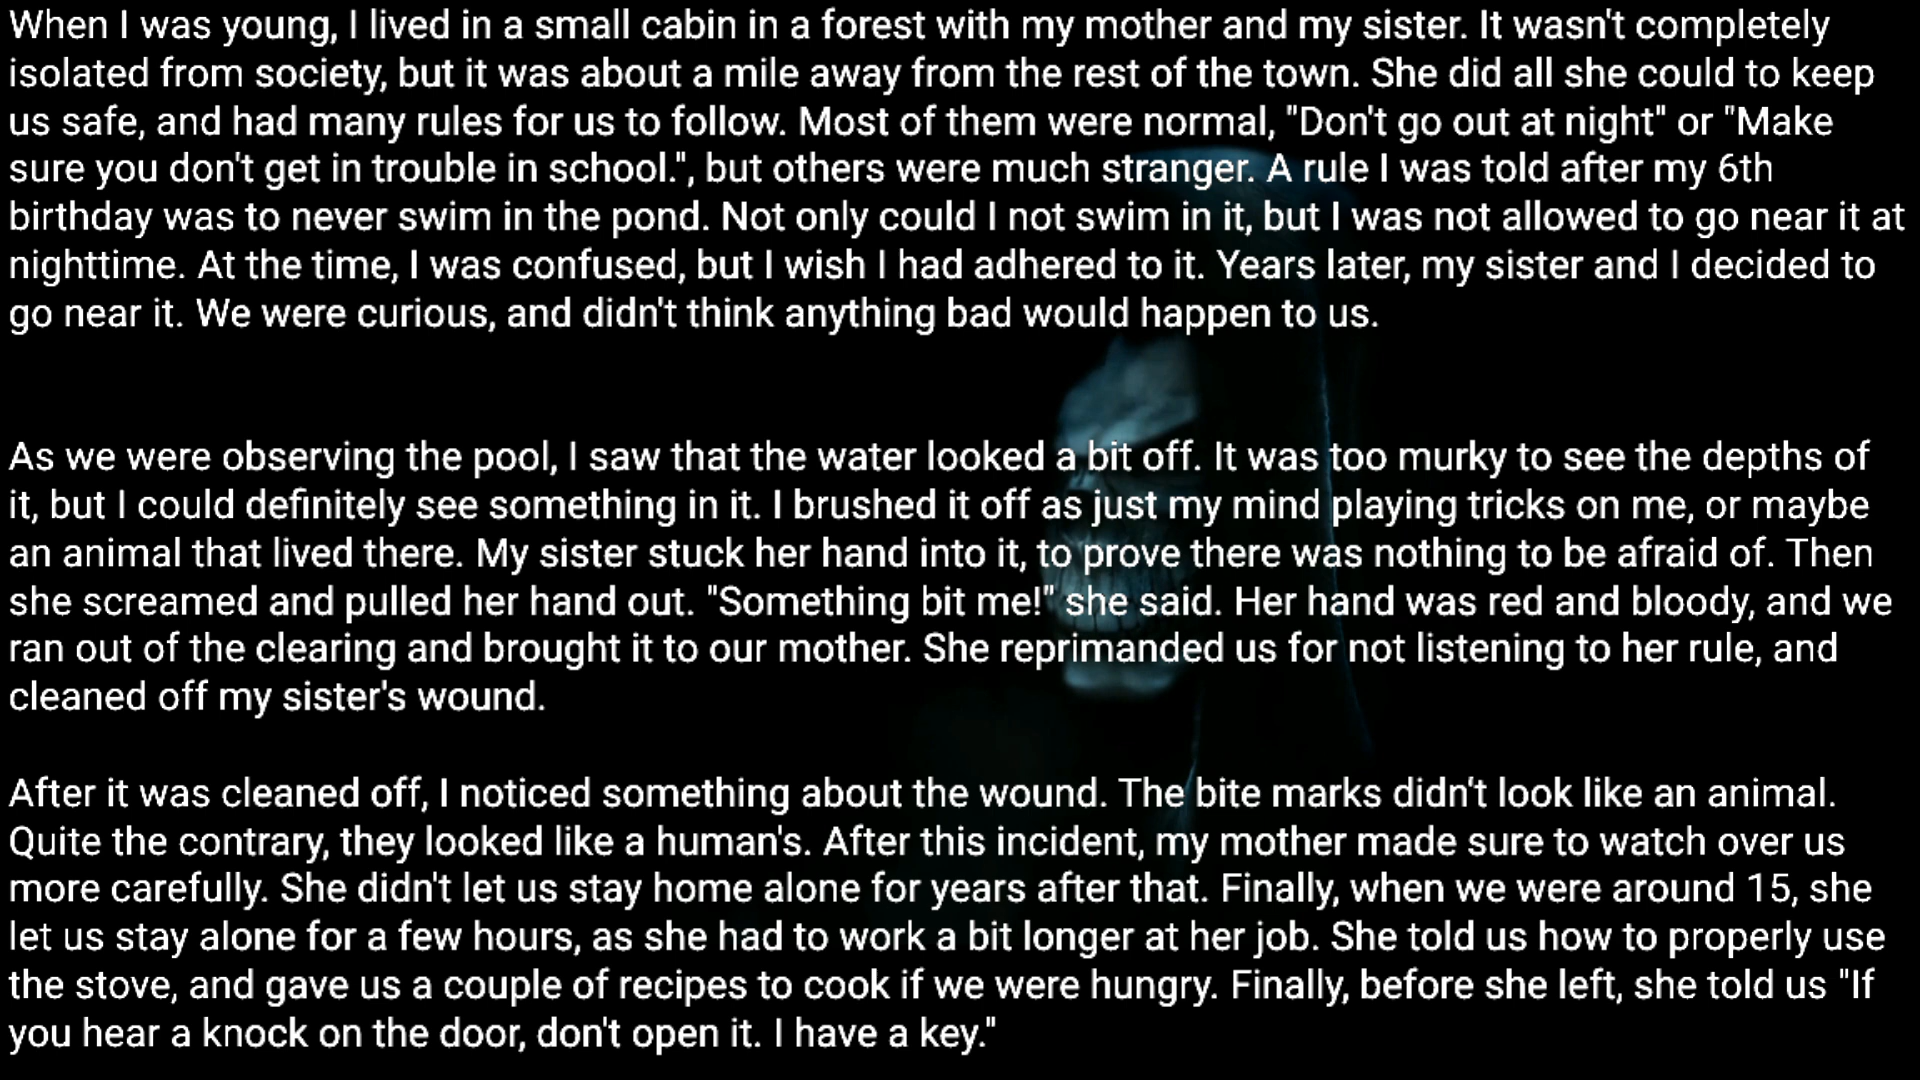 When I was young, I lived in a small cabin in a forest with my mother and my sister. It wasn't completely
isolated from society, but it was about a mile away from the rest of the town. She did all she could to keep
us safe, and had many rules for us to follow. Most of them were normal, "Don't go out at night" or "Make
sure you don't get in trouble in school.", but others were much stranger. A rule I was told after my 6th
birthday was to never swim in the pond. Not only could I not swim in it, but I was not allowed to go near it at
nighttime. At the time, I was confused, but I wish I had adhered to it. Years later, my sister and I decided to
go near it. We were curious, and didn't think anything bad would happen to us.
As we were observing the pool, I saw that the water looked a bit off. It was too murky to see the depths of
it, but I could definitely see something in it. I brushed it off as just my mind playing tricks on me, or maybe
an animal that lived there. My sister stuck her hand into it, to prove there was nothing to be afraid of. Then
she screamed and pulled her hand out. "Something bit me!" she said. Her hand was red and bloody, and we
ran out of the clearing and brought it to our mother. She reprimanded us for not listening to her rule, and
cleaned off my sister's wound.
After it was cleaned off, I noticed something about the wound. The bite marks didn't look like an animal.
Quite the contrary, they looked like a human's. After this incident, my mother made sure to watch over us
more carefully. She didn't let us stay home alone for years after that. Finally, when we were around 15, she
let us stay alone for a few hours, as she had to work a bit longer at her job. She told us how to properly use
the stove, and gave us a couple of recipes to cook if we were hungry. Finally, before she left, she told us "If
you hear a knock on the door, don't open it. I have a key."